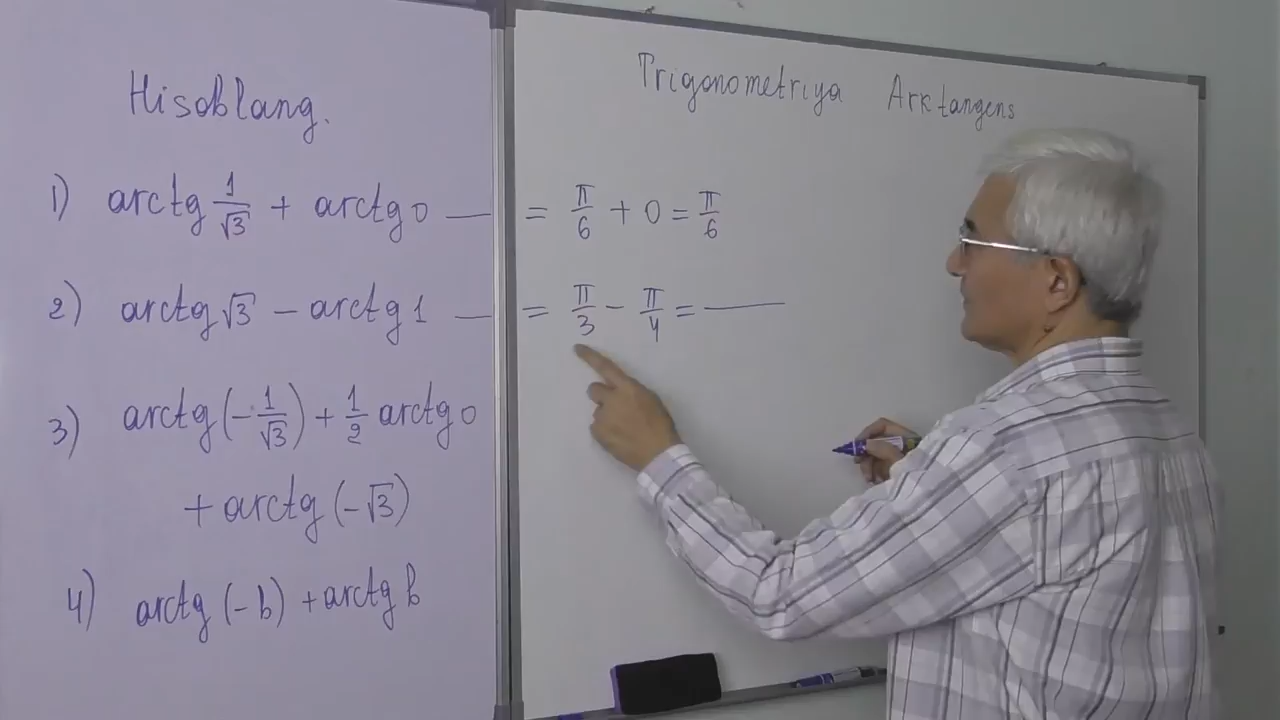 Trigonometriya Arktangens
Hisoblang.
1) arctg 1/√3 + arctg 0 — = π/6 + 0 = π/6
2) arctg √3 − arctg 1 — = π/3 − π/4 = —
3) arctg (−1/√3) + 1/2 arctg 0
+ arctg (−√3)
4) arctg (−b) + arctg b